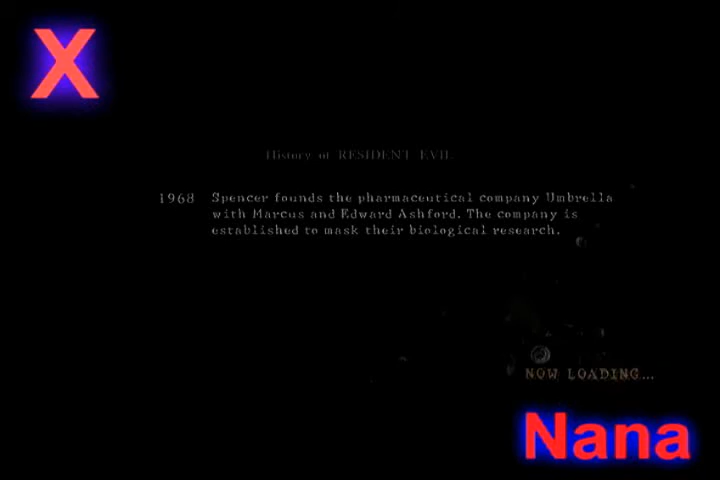 X
History of RESIDENT EVIL
1968 Spencer founds the pharmaceutical company Umbrella
with Marcus and Edward Ashford. The company is
established to mask their biological research.
NOW LOADING...
Nana